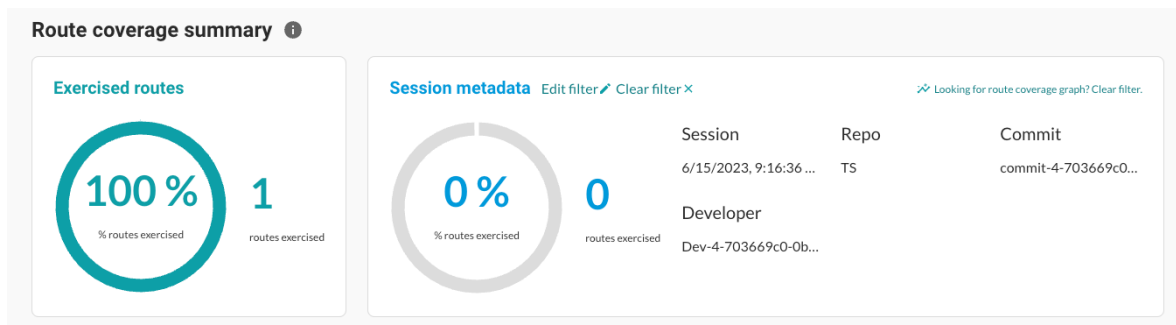 Route coverage summary
Exercised routes
100 %
% routes exercised
1
routes exercised
Session metadata Edit filter Clear filter ×
Looking for route coverage graph? Clear filter.
0 %
% routes exercised
0
routes exercised
Session
6/15/2023, 9:16:36 ...
Repo
TS
Commit
commit-4-703669c0...
Developer
Dev-4-703669c0-0b...